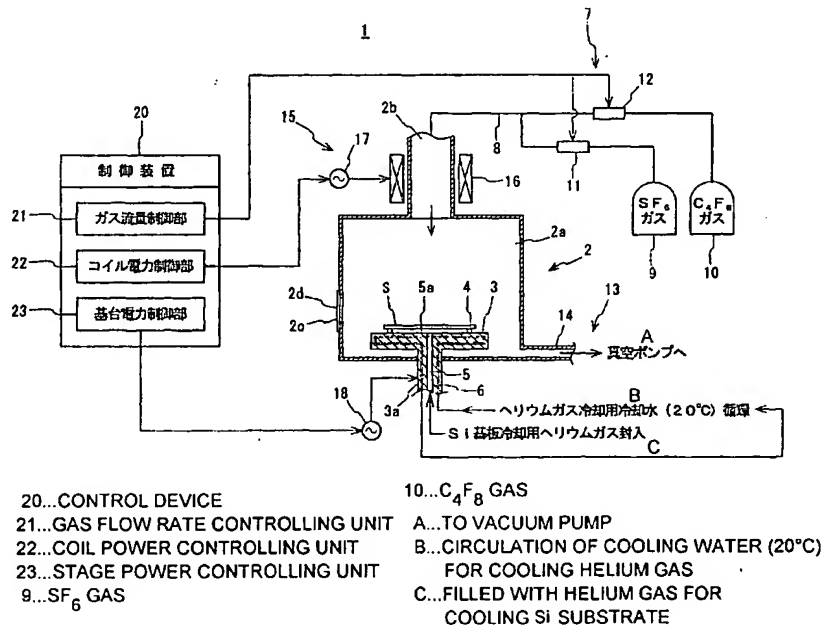 1
7
12
20
2b
8
15
17
制御装置
11
16
21
ガス流量制御部
SF6
ガス
C4F8
ガス
2a
22
コイル電力制御部
2
9
10
23
基台電力制御部
2d
2c
S
5a
4
3
14
13
A
真空ポンプへ
5
6
3a
B
ヘリウムガス冷却用冷却水（20℃）循環
18
Si基板冷却用ヘリウムガス封入
C
20...CONTROL DEVICE
21...GAS FLOW RATE CONTROLLING UNIT
22...COIL POWER CONTROLLING UNIT
23...STAGE POWER CONTROLLING UNIT
9...SF6 GAS
10...C4F8 GAS
A...TO VACUUM PUMP
B...CIRCULATION OF COOLING WATER (20°C)
FOR COOLING HELIUM GAS
C...FILLED WITH HELIUM GAS FOR
COOLING Si SUBSTRATE